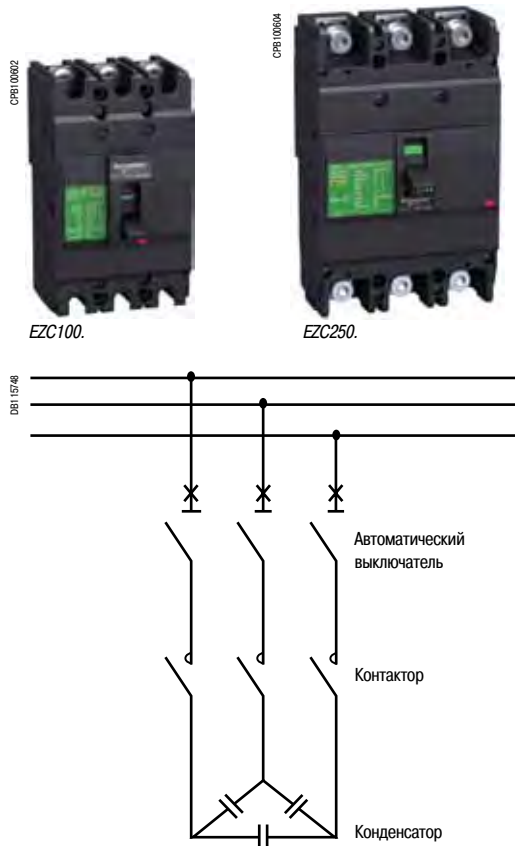 CPB100602
CPB100604
EZC100.
EZC250.
DB115748
Автоматический
выключатель
Контактор
Конденсатор